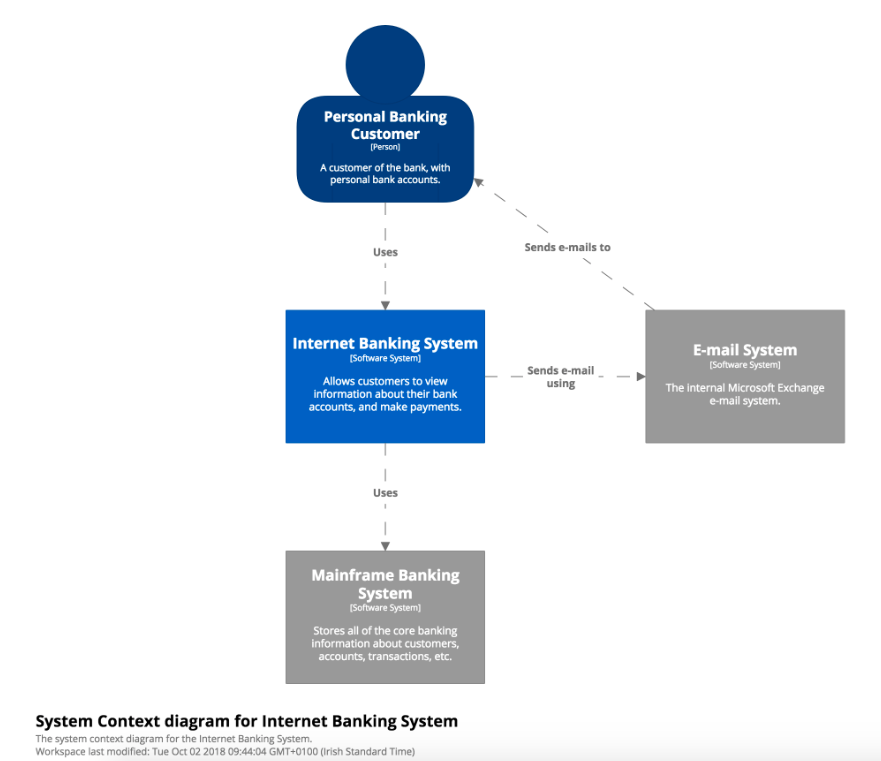 Personal Banking
Customer
[Person]
A customer of the bank, with
personal bank accounts.
Uses
Sends e-mails to
Internet Banking System
[Software System]
Allows customers to view
information about their bank
accounts, and make payments.
Sends e-mail
using
E-mail System
[Software System]
The internal Microsoft Exchange
e-mail system.
Uses
Mainframe Banking
System
[Software System]
Stores all of the core banking
information about customers,
accounts, transactions, etc.
System Context diagram for Internet Banking System
The system context diagram for the Internet Banking System.
Workspace last modified: Tue Oct 02 2018 09:44:04 GMT+0100 (Irish Standard Time)